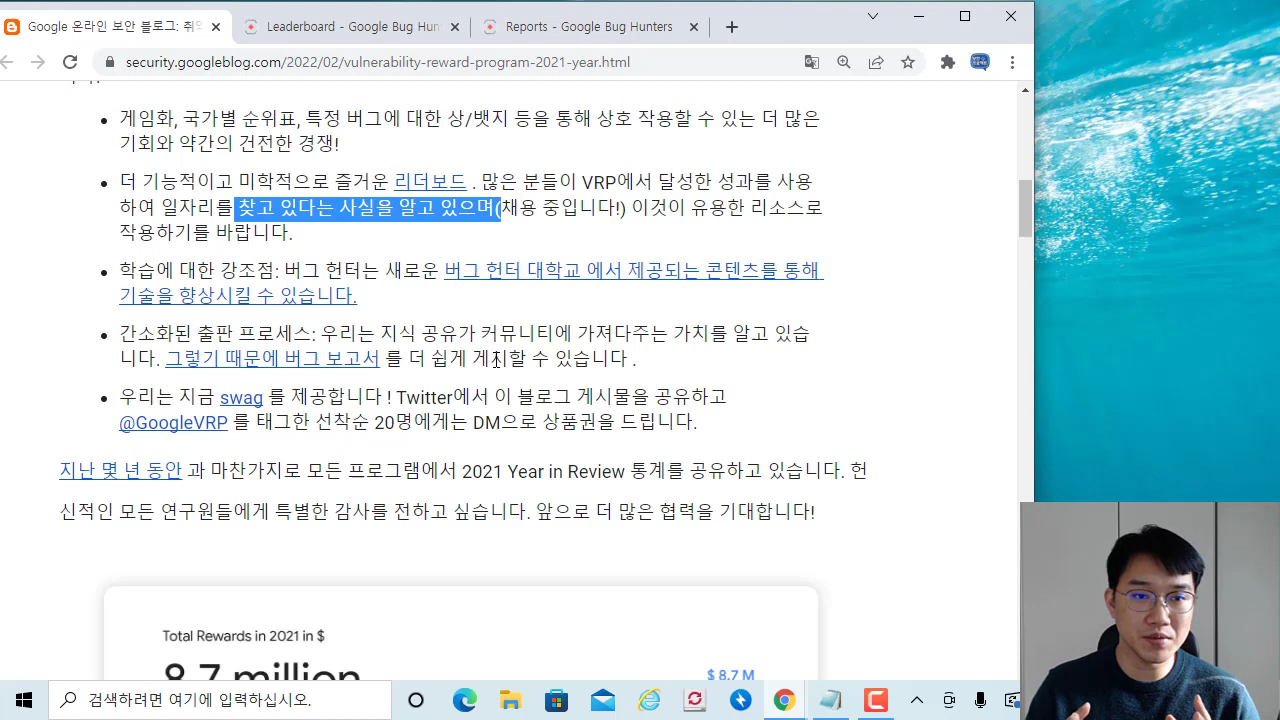 Google 온라인 보안 블로그: 취약
Leaderboard - Google Bug Hun
Reports - Google Bug Hunters
security.googleblog.com/2022/02/vulnerability-reward-program-2021-year.html
게임화, 국가별 순위표, 특정 버그에 대한 상/뱃지 등을 통해 상호 작용할 수 있는 더 많은
기회와 약간의 건전한 경쟁!
더 기능적이고 미학적으로 즐거운 리더보드 . 많은 분들이 VRP에서 달성한 성과를 사용
하여 일자리를 찾고 있다는 사실을 알고 있으며(채용 중입니다!) 이것이 유용한 리소스로
작용하기를 바랍니다.
학습에 대한 강조점: 버그 헌터는 새로운 버그 헌터 대학교 에서 제공되는 콘텐츠를 통해
기술을 향상시킬 수 있습니다.
간소화된 출판 프로세스: 우리는 지식 공유가 커뮤니티에 가져다주는 가치를 알고 있습
니다. 그렇기 때문에 버그 보고서 를 더 쉽게 게시할 수 있습니다 .
우리는 지금 swag 를 제공합니다 ! Twitter에서 이 블로그 게시물을 공유하고
@GoogleVRP 를 태그한 선착순 20명에게는 DM으로 상품권을 드립니다.
지난 몇 년 동안 과 마찬가지로 모든 프로그램에서 2021 Year in Review 통계를 공유하고 있습니다. 헌
신적인 모든 연구원들에게 특별한 감사를 전하고 싶습니다. 앞으로 더 많은 협력을 기대합니다!
Total Rewards in 2021 in $
8.7 million
$ 8.7 M
검색하려면 여기에 입력하십시오.